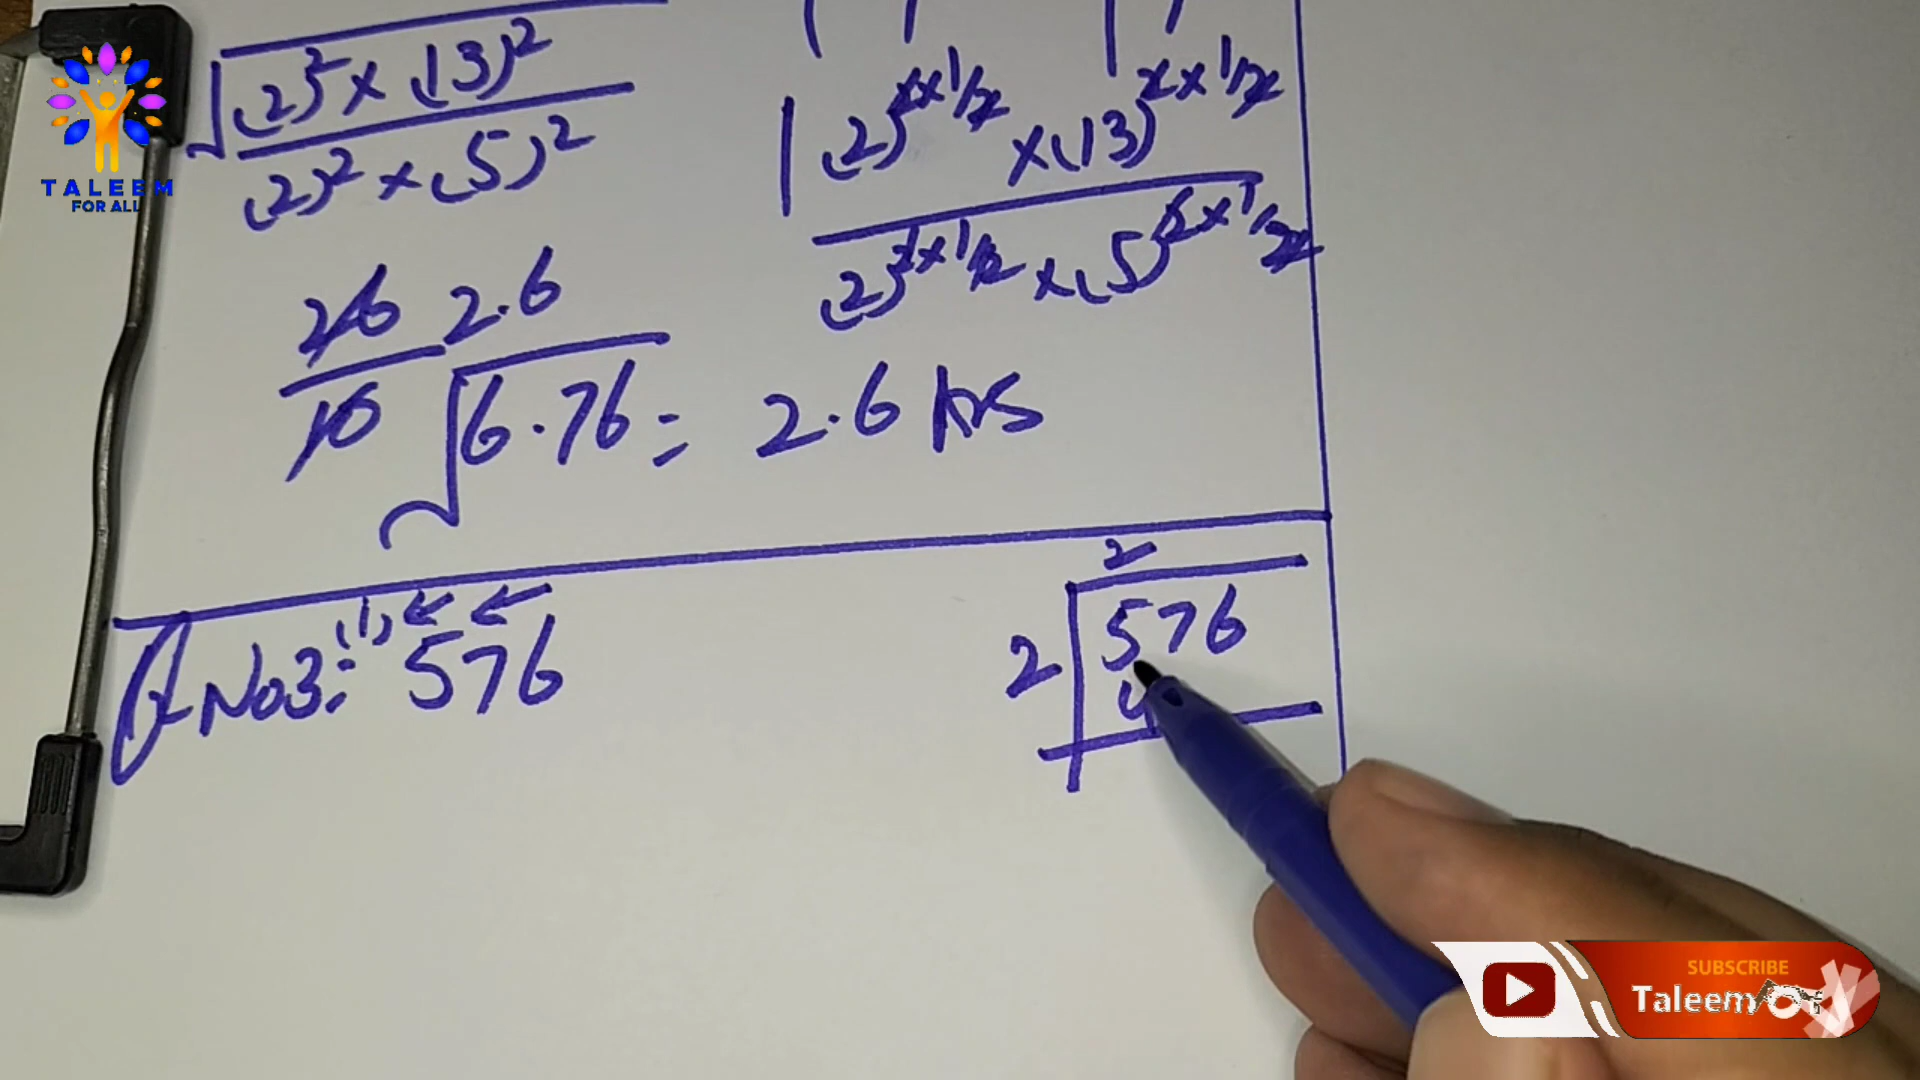 TALEEM
FOR ALL
√(2)² × (13)²
(2)² × (5)²
(2)^2×1/2 × (13)^2×1/2
(2)^2×1/2 × (5)^2×1/2
26
10
2.6
√6.76 = 2.6 Ans
Q No3: (1) 576
2
2 576
4
SUBSCRIBE
Taleem